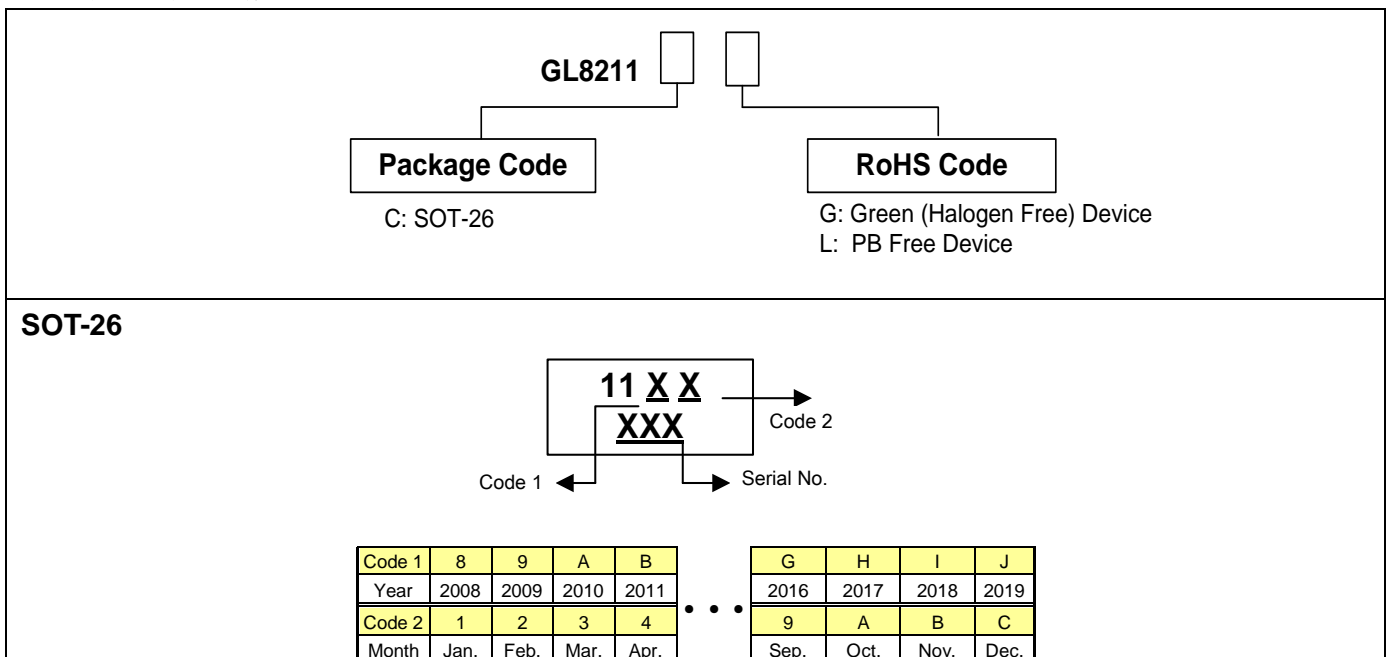 GL8211
Package Code
RoHS Code
C: SOT-26
G: Green (Halogen Free) Device
L: PB Free Device
SOT-26
11 X X
XXX
Code 2
Code 1
Serial No.
Code 1 8 9 A B G H I J
Year 2008 2009 2010 2011 • • • 2016 2017 2018 2019
Code 2 1 2 3 4 9 A B C
Month Jan. Feb. Mar. Apr. Sep. Oct. Nov. Dec.